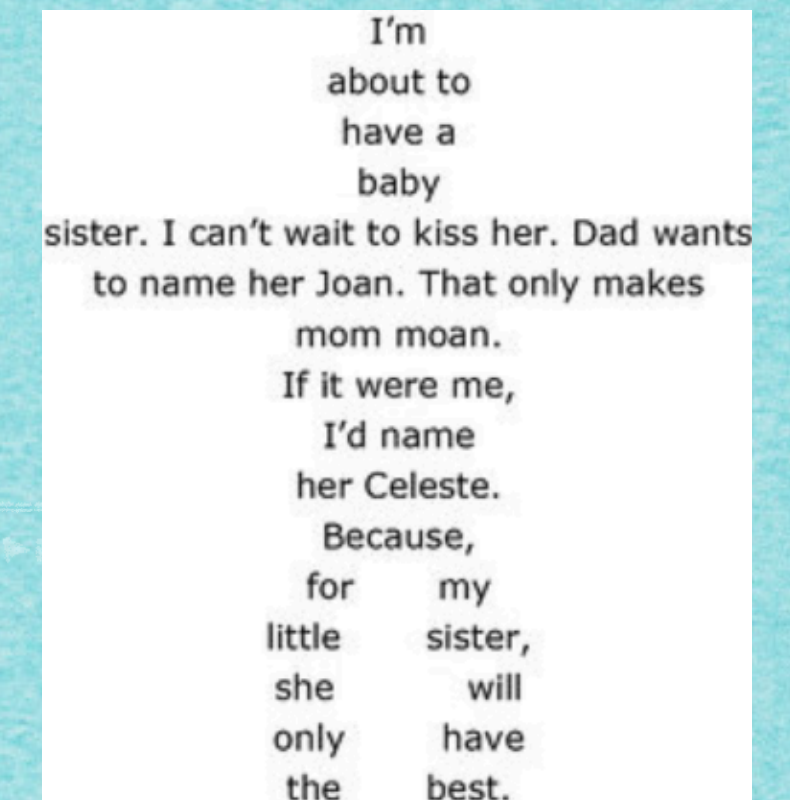 I'm
about to
have a
baby
sister. I can't wait to kiss her. Dad wants
to name her Joan. That only makes
mom moan.
If it were me,
I'd name
her Celeste.
Because,
for my
little sister,
she will
only have
the best.